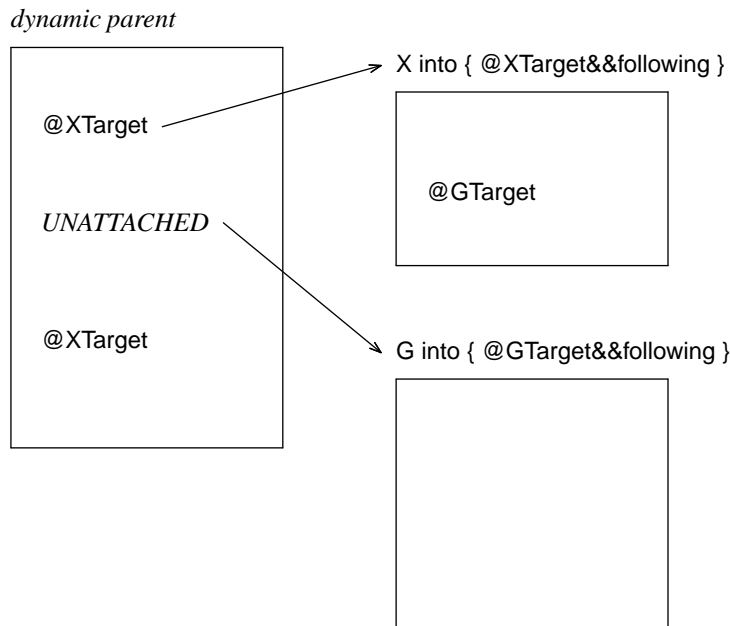 dynamic parent
X into { @XTarget&&following }
@XTarget
@GTarget
UNATTACHED
@XTarget
G into { @GTarget&&following }